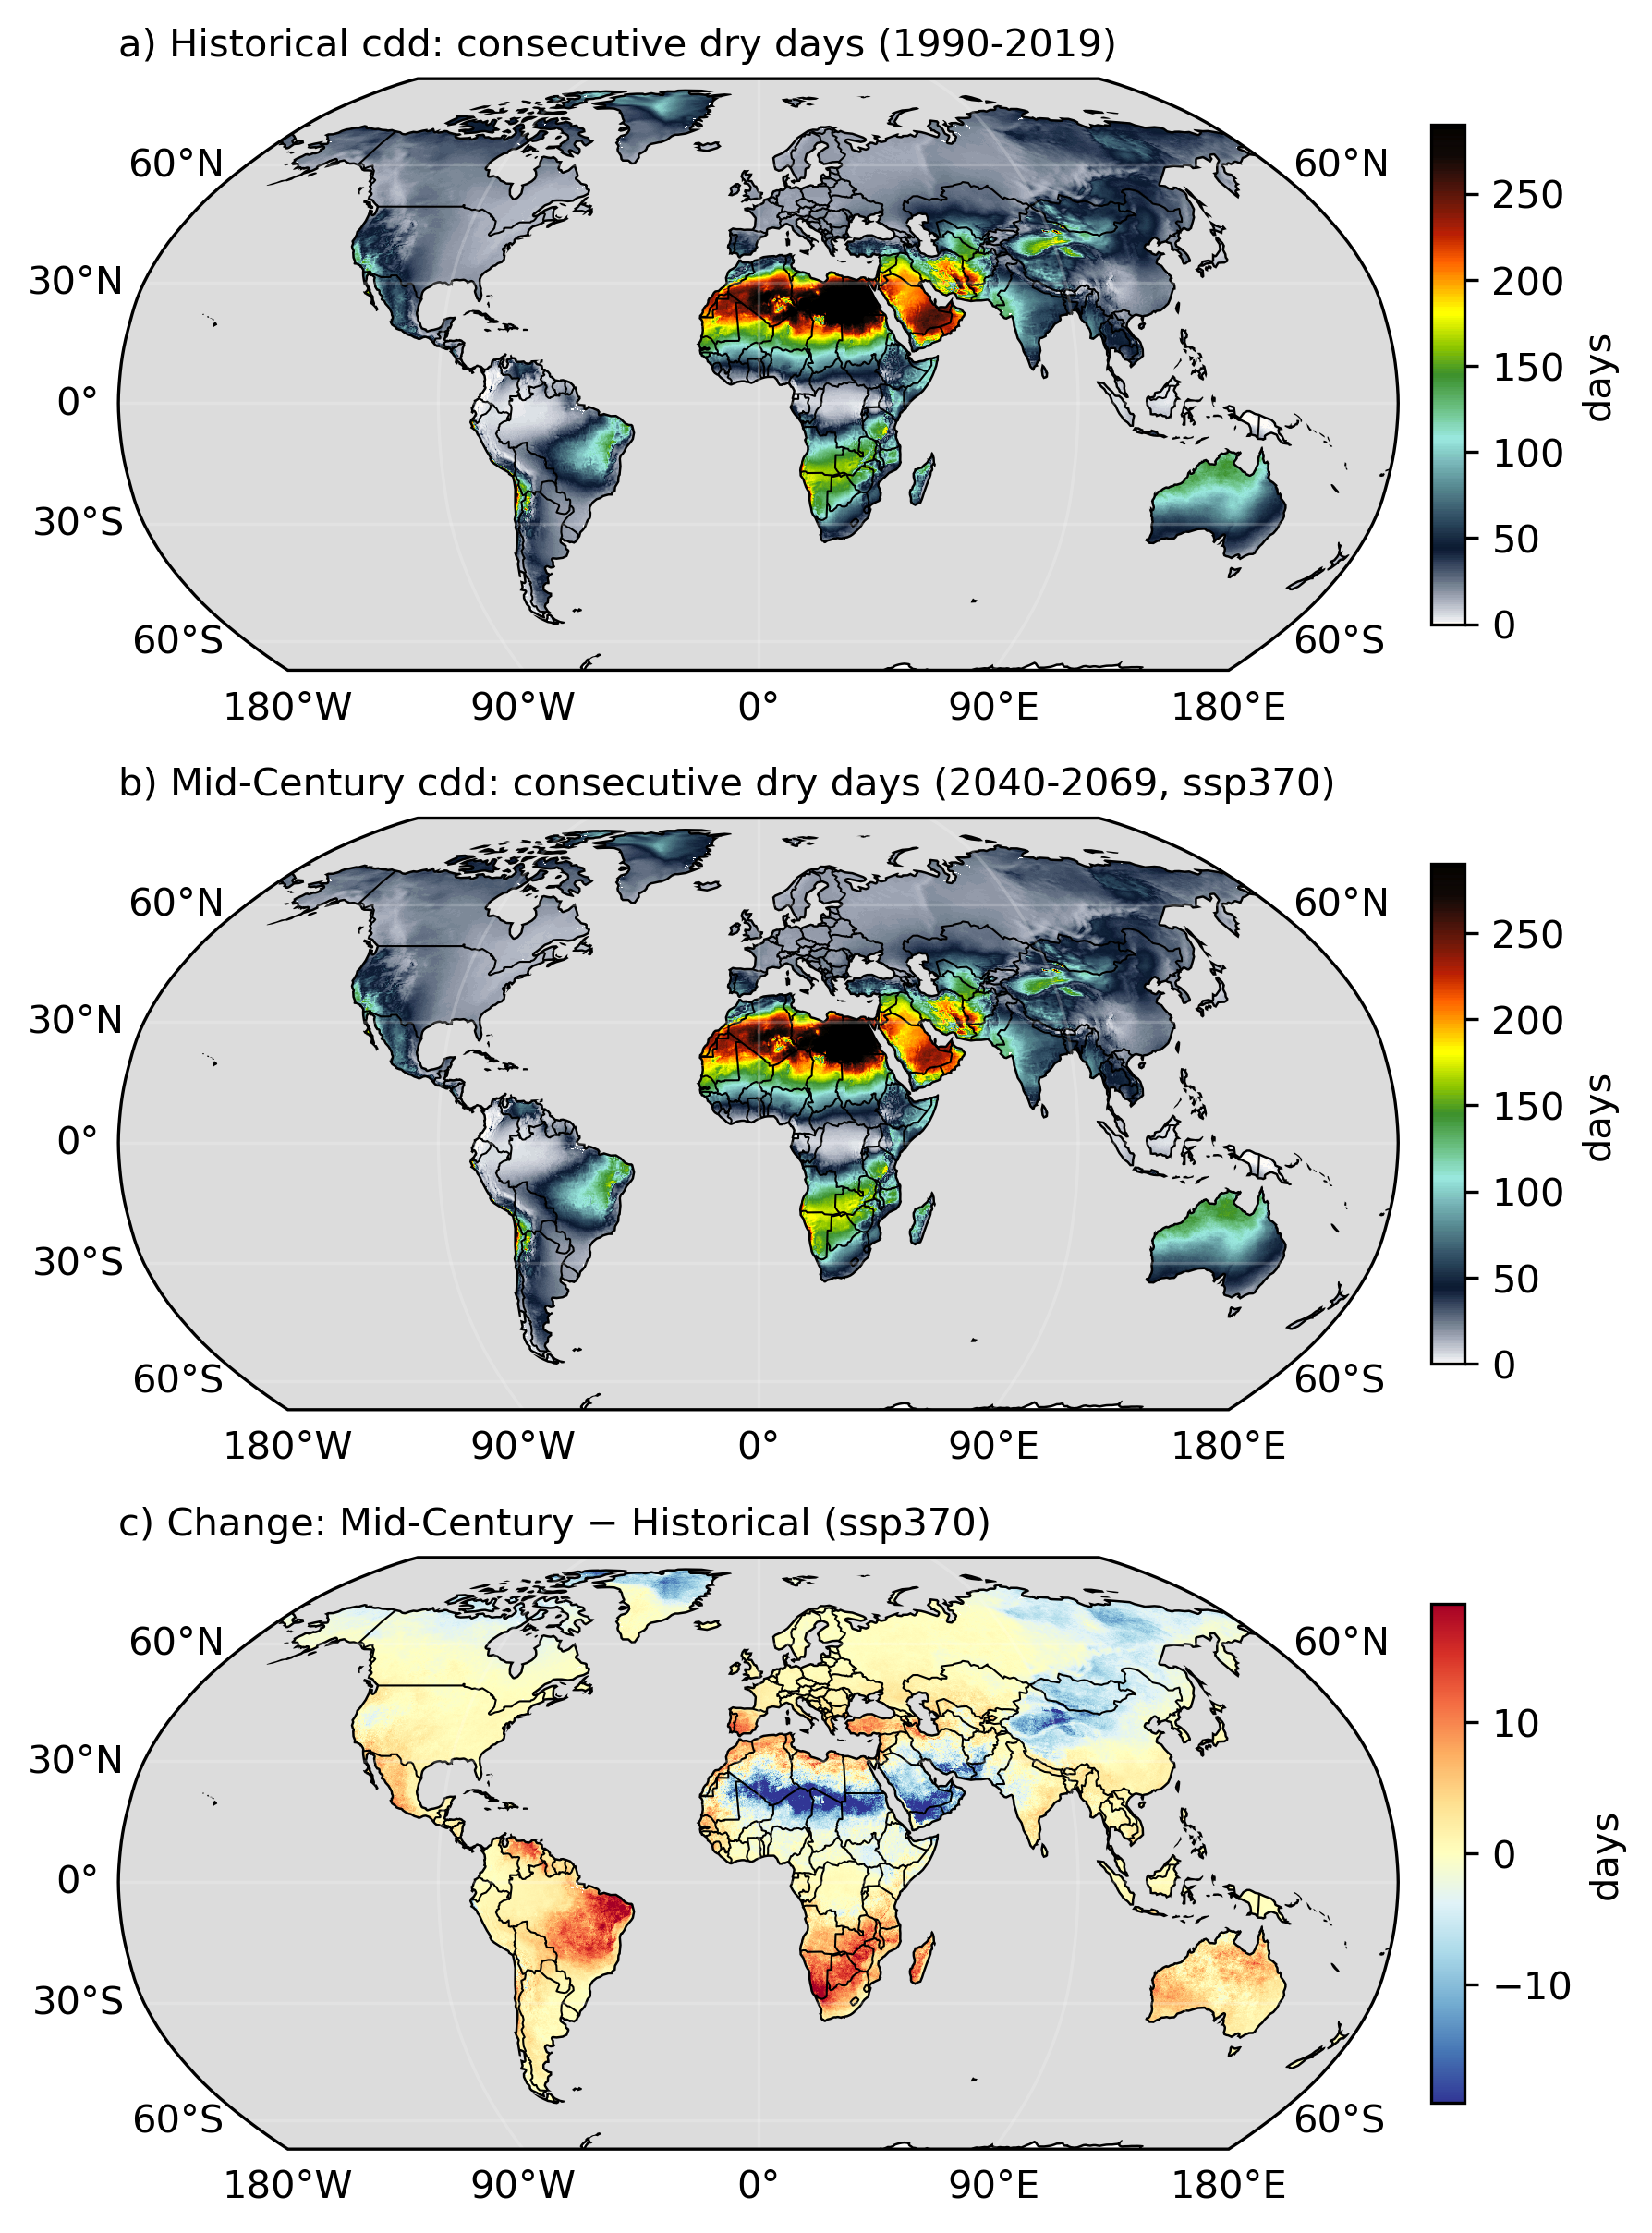 a) Historical cdd: consecutive dry days (1990-2019)
60°N
60°N
30°N
0°
30°S
60°S
60°S
180°W
90°W
0°
90°E
180°E
250
200
150
100
50
0
days
b) Mid-Century cdd: consecutive dry days (2040-2069, ssp370)
60°N
60°N
30°N
0°
30°S
60°S
60°S
180°W
90°W
0°
90°E
180°E
250
200
150
100
50
0
days
c) Change: Mid-Century − Historical (ssp370)
60°N
60°N
30°N
0°
30°S
60°S
60°S
180°W
90°W
0°
90°E
180°E
10
0
−10
days